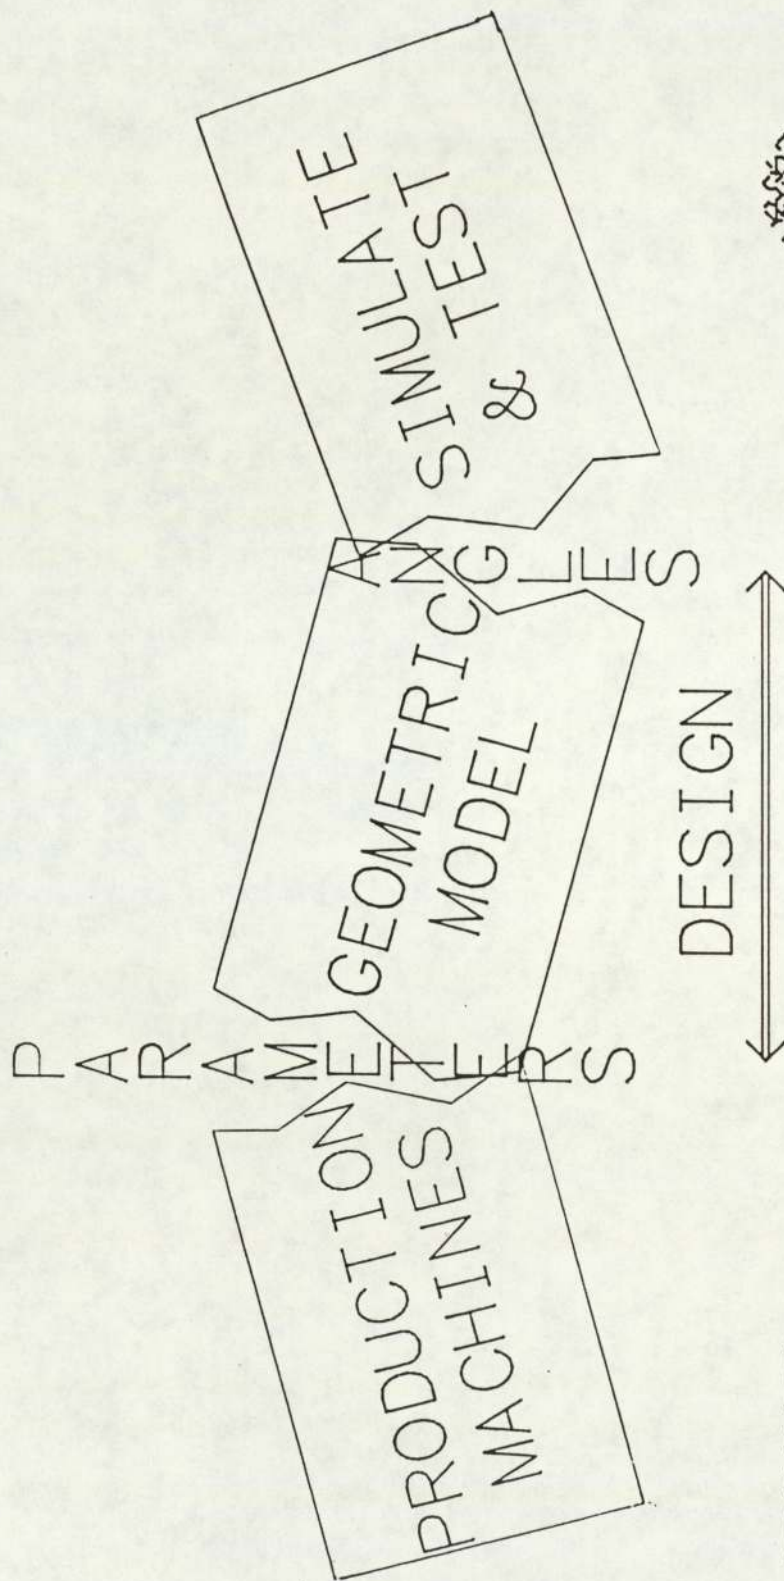 PRODUCTION
MACHINES
PARAMETERS
GEOMETRIC
MODEL
ANGLES
SIMULATE
& TEST
DESIGN